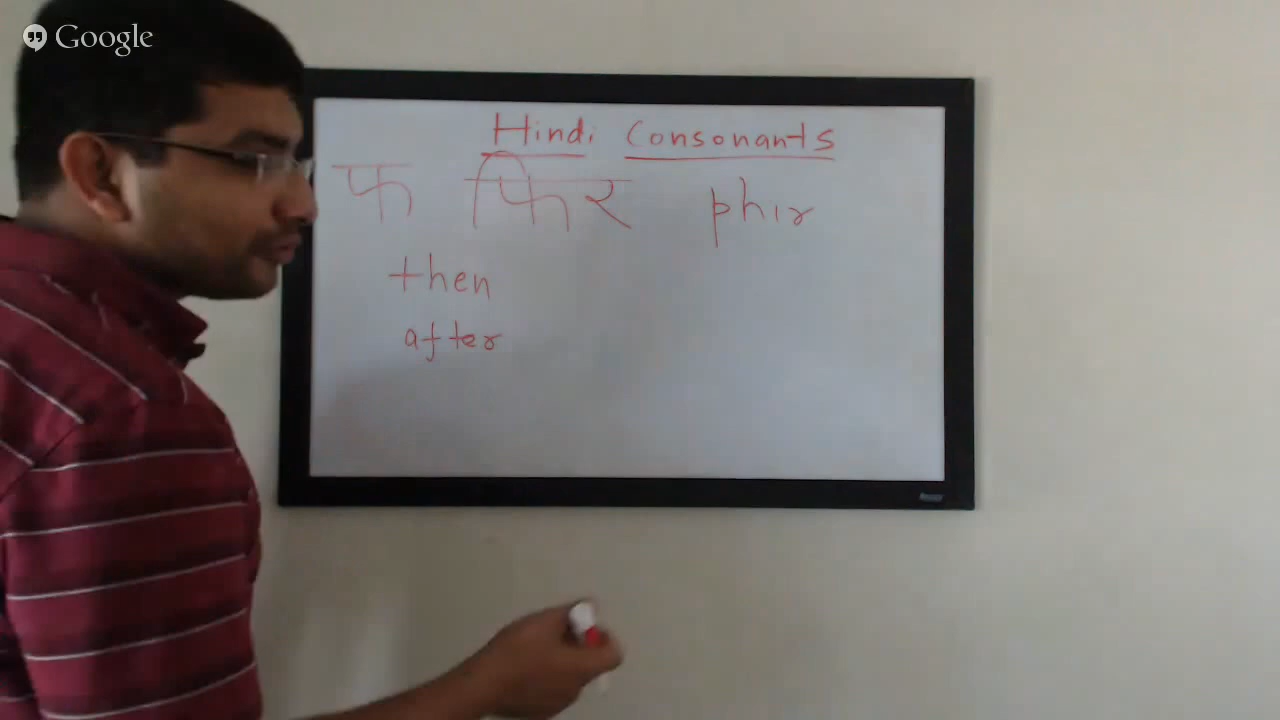 Google
Hindi Consonants
फ फिर phir
then
after